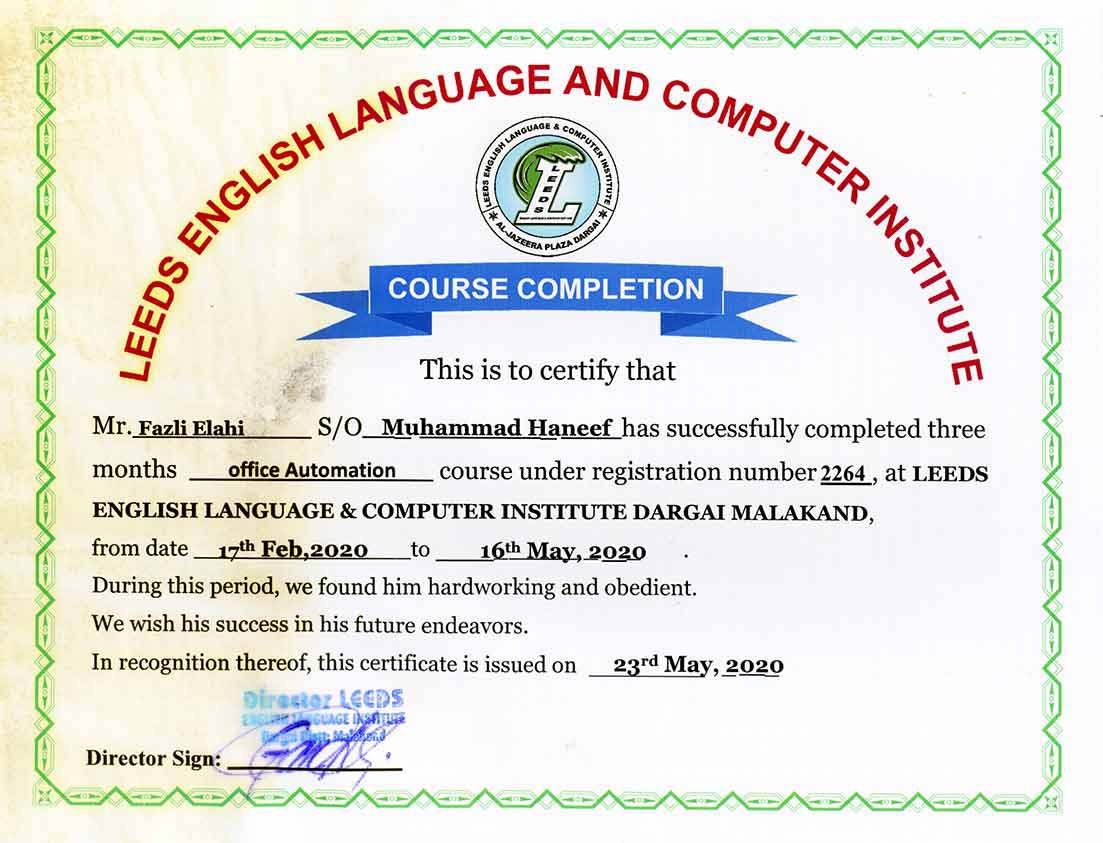 LEEDS ENGLISH LANGUAGE AND COMPUTER INSTITUTE
LEEDS ENGLISH LANGUAGE & COMPUTER INSTITUTE
LEEDS
AL-JAZEERA PLAZA DARGAI
COURSE COMPLETION
This is to certify that
Mr. Fazli Elahi S/O Muhammad Haneef has successfully completed three
months office Automation course under registration number 2264, at LEEDS
ENGLISH LANGUAGE & COMPUTER INSTITUTE DARGAI MALAKAND,
from date 17th Feb,2020 to 16th May, 2020 .
During this period, we found him hardworking and obedient.
We wish his success in his future endeavors.
In recognition thereof, this certificate is issued on 23rd May, 2020
Director LEEDS
ENGLISH LANGUAGE INSTITUTE
Dargai Distt: Malakand
Director Sign: